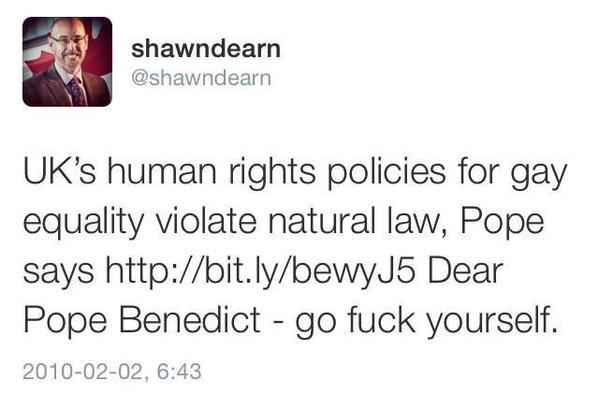 shawndearn
@shawndearn
UK’s human rights policies for gay
equality violate natural law, Pope
says http://bit.ly/bewyJ5 Dear
Pope Benedict - go fuck yourself.
2010-02-02, 6:43